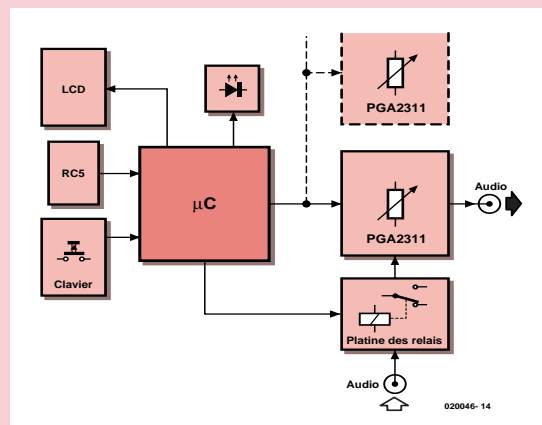 LCD
PGA2311
RC5
µC
Audio
PGA2311
Clavier
Platine des relais
Audio
020046- 14